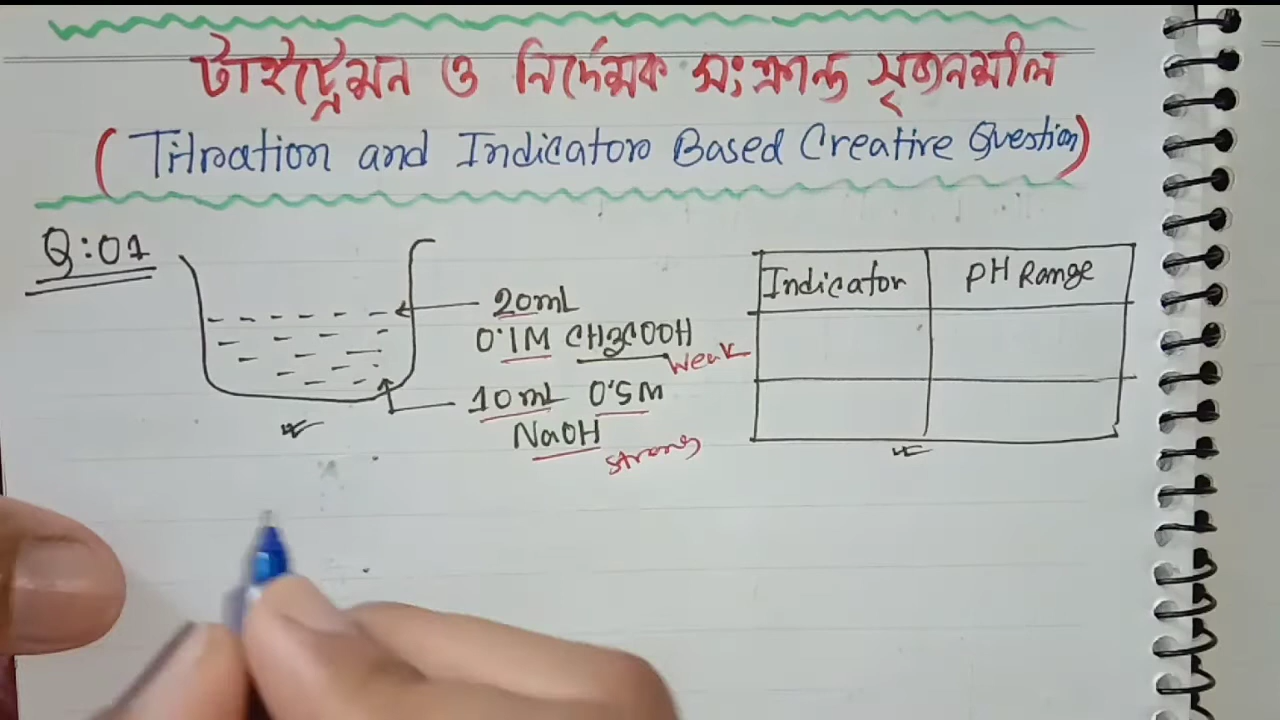 টাইট্রেশন ও নির্দেশক সংক্রান্ত সৃজনশীল
(Titration and Indicator Based Creative Question)
Q:01
20mL
0.1M CH3COOH
Weak
10mL 0.5M
NaOH
strong
Indicator PH Range